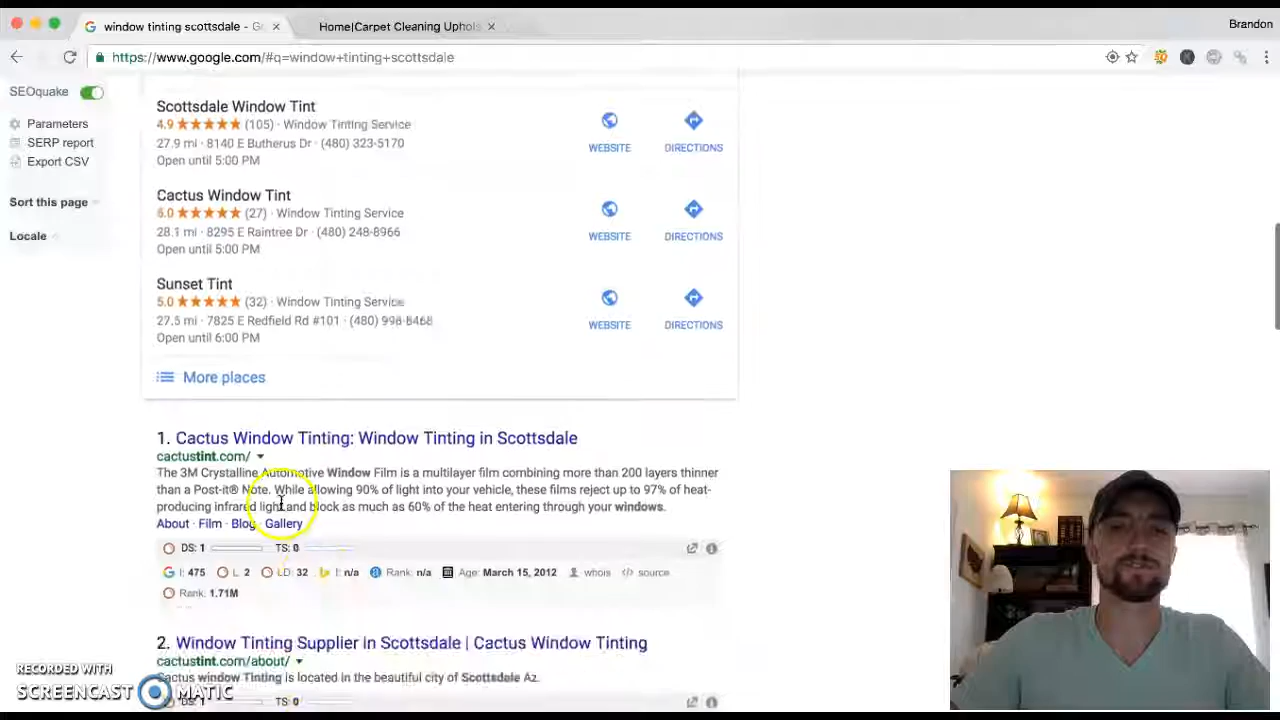 window tinting scottsdale - G
Home|Carpet Cleaning Uphols
Brandon
https://www.google.com/#q=window+tinting+scottsdale
SEOquake
Parameters
SERP report
Export CSV
Sort this page
Locale
Scottsdale Window Tint
4.9 ★★★★★ (105) · Window Tinting Service
27.9 mi · 8140 E Butherus Dr · (480) 323-5170
Open until 5:00 PM
WEBSITE
DIRECTIONS
Cactus Window Tint
5.0 ★★★★★ (27) · Window Tinting Service
28.1 mi · 8295 E Raintree Dr · (480) 248-8966
Open until 5:00 PM
WEBSITE
DIRECTIONS
Sunset Tint
5.0 ★★★★★ (32) · Window Tinting Service
27.5 mi · 7825 E Redfield Rd #101 · (480) 998-8468
Open until 6:00 PM
WEBSITE
DIRECTIONS
More places
1. Cactus Window Tinting: Window Tinting in Scottsdale
cactustint.com/
The 3M Crystalline Automotive Window Film is a multilayer film combining more than 200 layers thinner
than a Post-it® Note. While allowing 90% of light into your vehicle, these films reject up to 97% of heat-
producing infrared light and block as much as 60% of the heat entering through your windows.
About · Film · Blog · Gallery
DS: 1 TS: 0
I: 475 L: 2 LD: 32 I: n/a Rank: n/a Age: March 15, 2012 whois source
Rank: 1.71M
2. Window Tinting Supplier in Scottsdale | Cactus Window Tinting
cactustint.com/about/
Cactus window Tinting is located in the beautiful city of Scottsdale Az.
DS: 1 TS: 0
RECORDED WITH
SCREENCAST MATIC